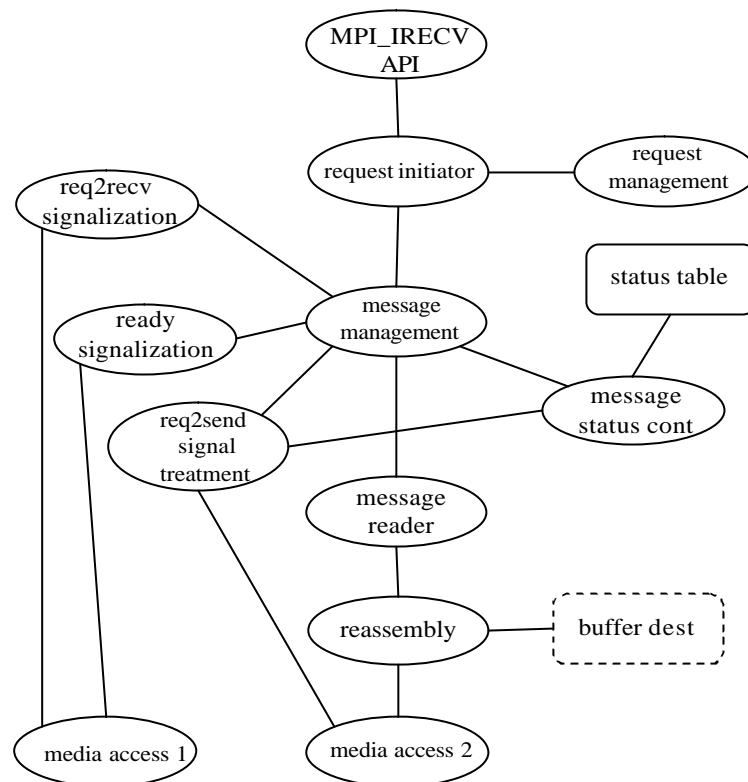 MPI_IRECV
API
request initiator
request
management
req2recv
signalization
status table
message
management
ready
signalization
message
status cont
req2send
signal
treatment
message
reader
reassembly
buffer dest
media access 1
media access 2